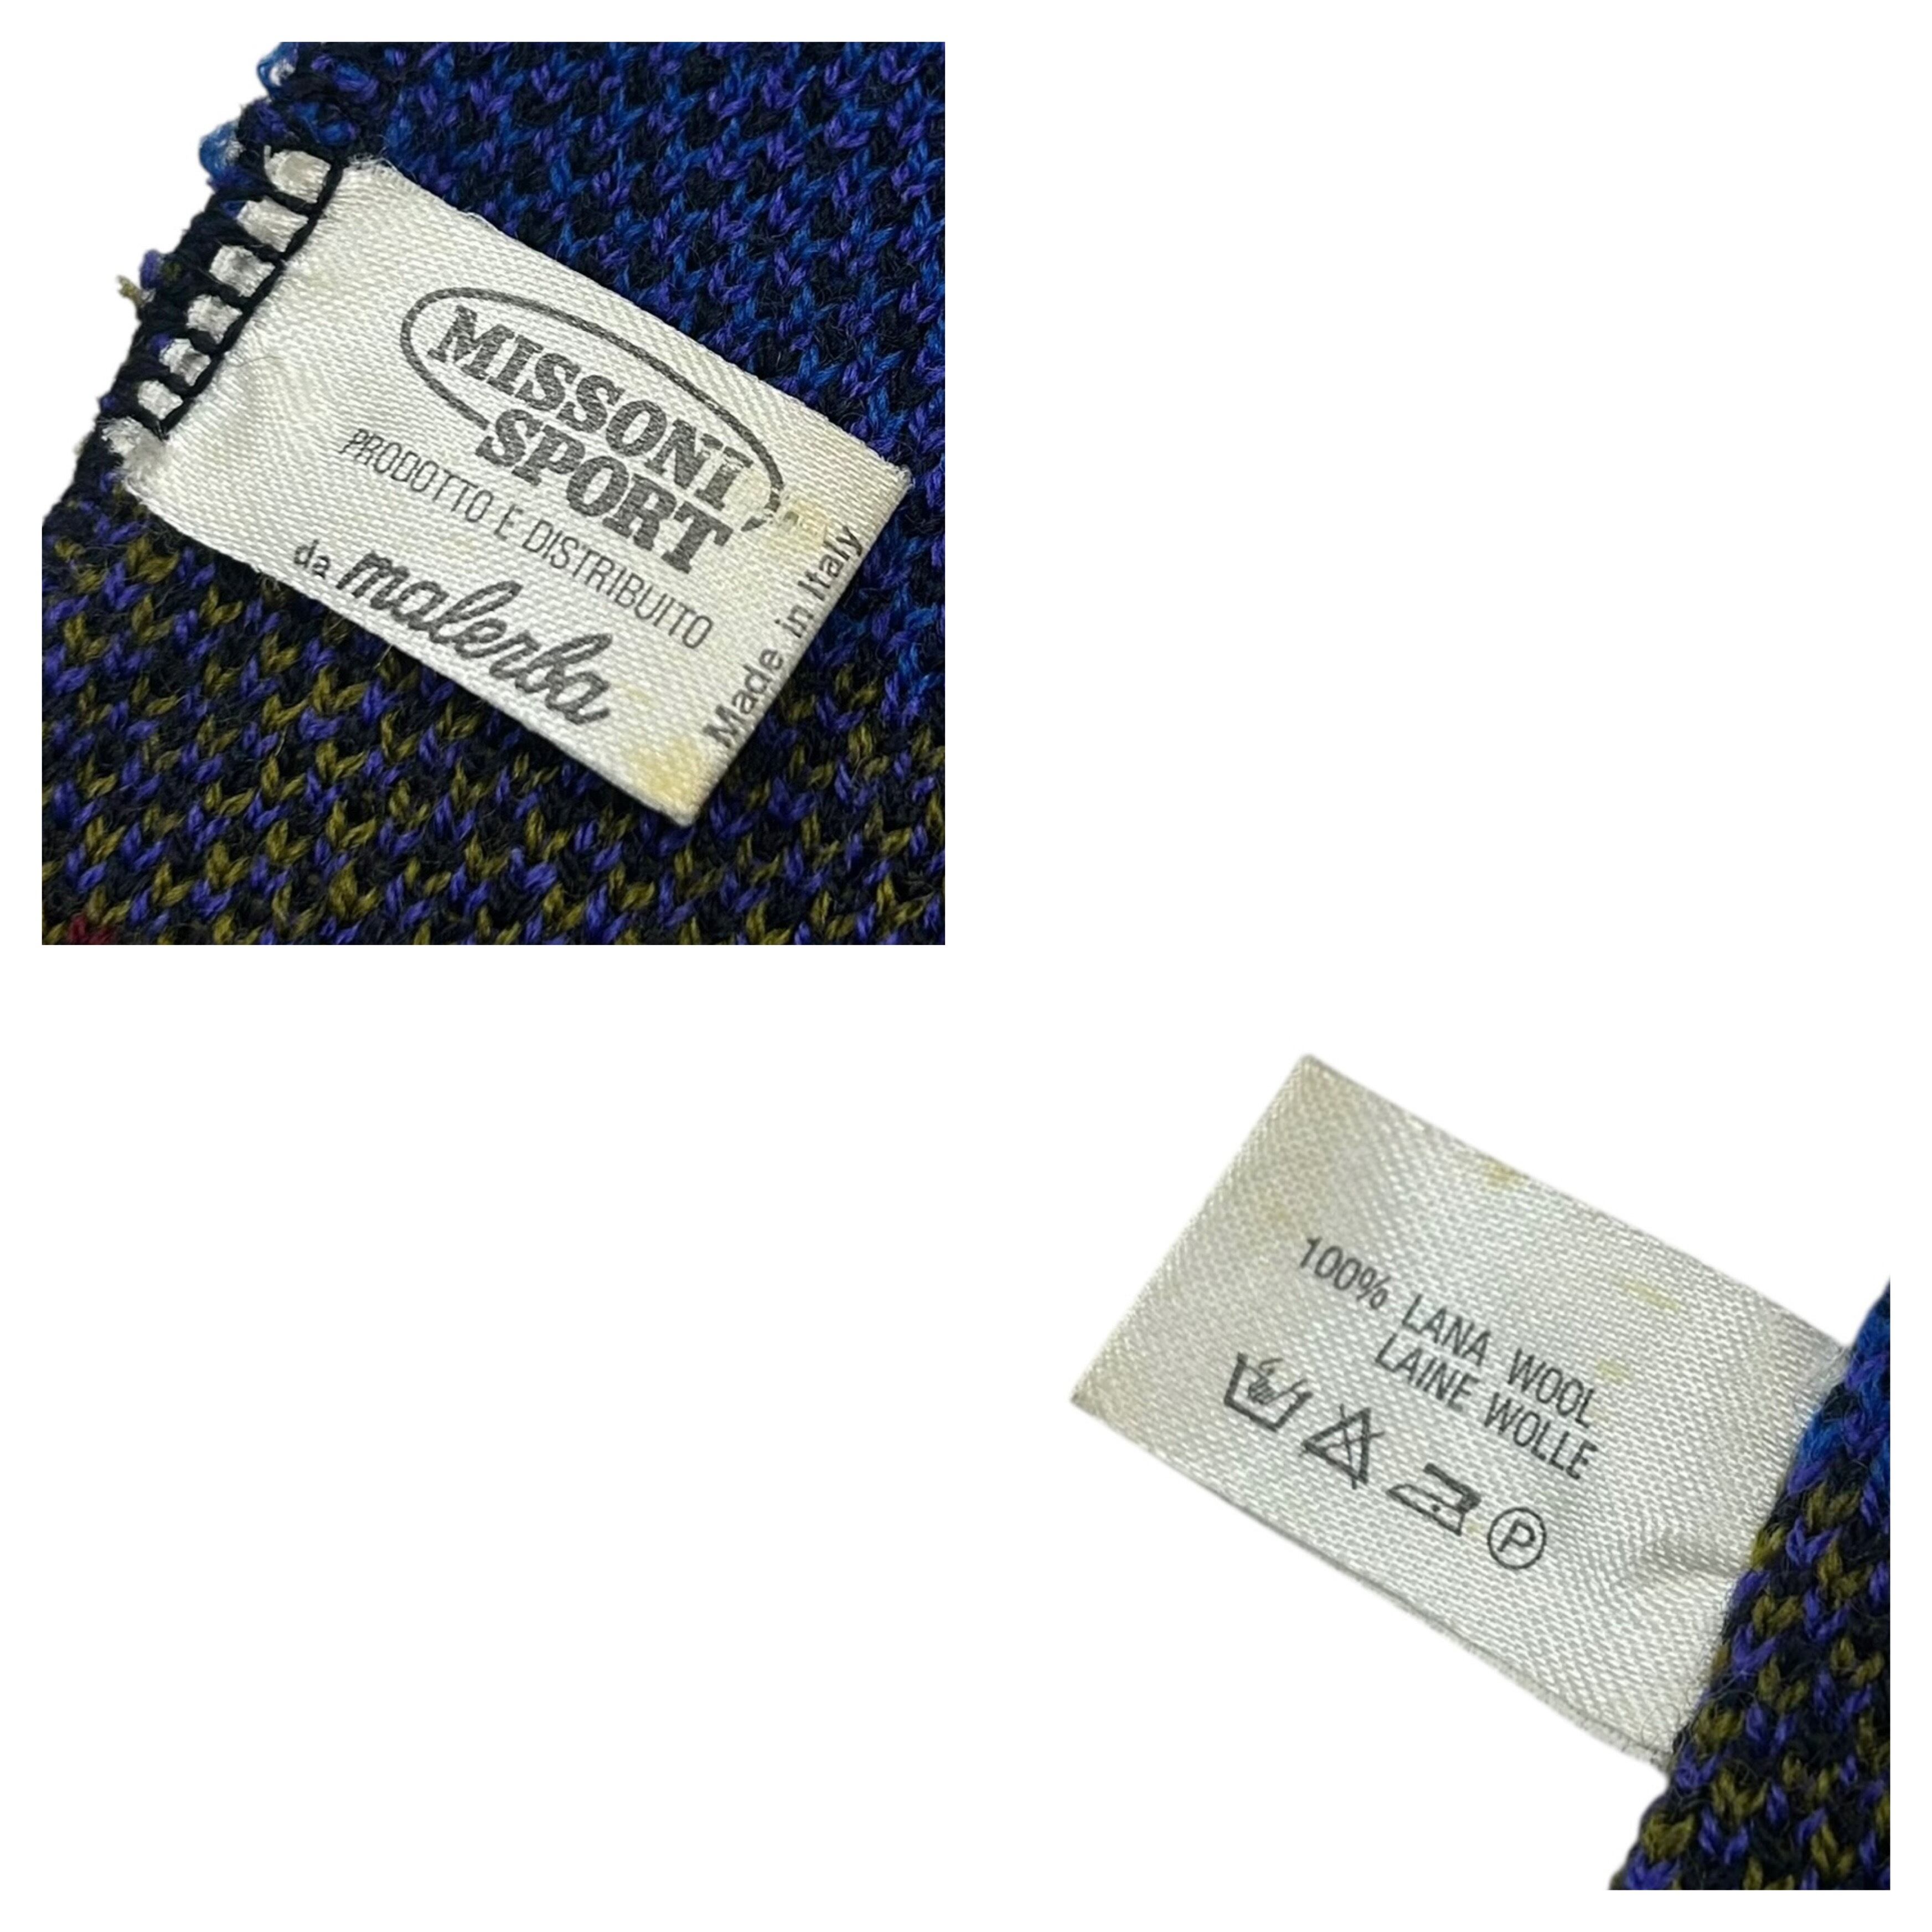 MISSONI
SPORT
PRODOTTO E DISTRIBUITO
da malerba
Made in Italy
100% LANA WOOL
LAINE WOLLE
P